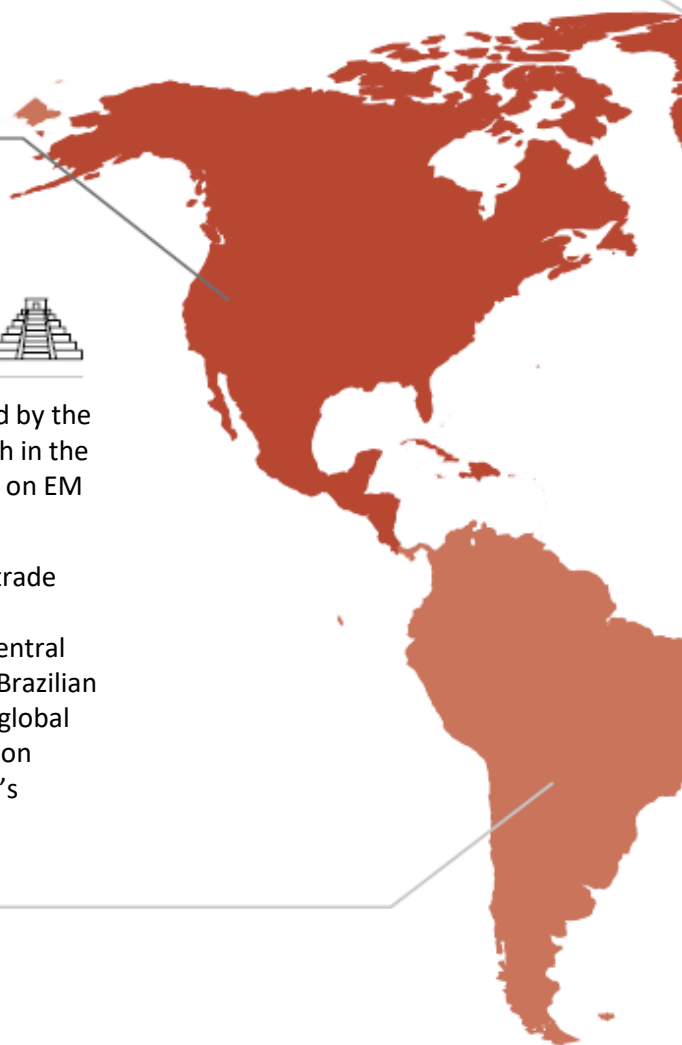 d by the
h in the
on EM
trade
entral
Brazilian
global
on
's